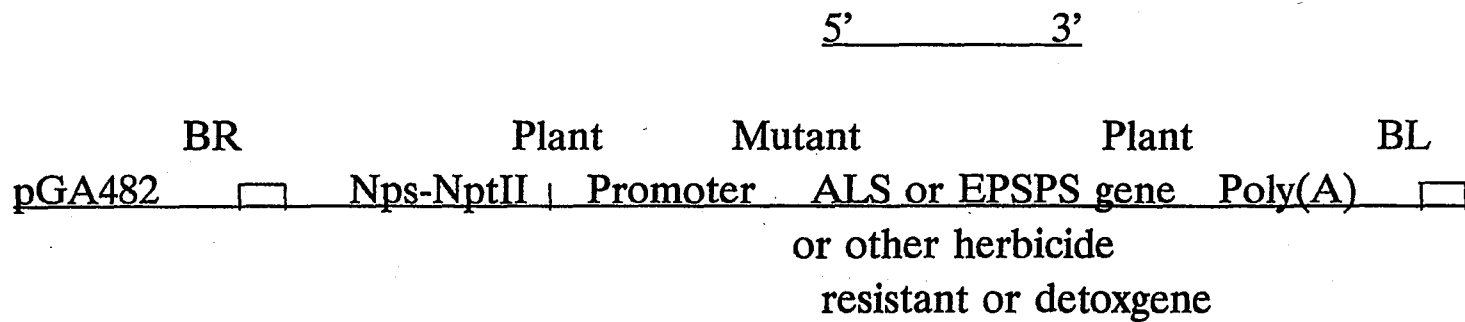 5' 3'
BR Plant Mutant Plant BL
pGA482 Nps-NptII Promoter ALS or EPSPS gene Poly(A)
or other herbicide
resistant or detoxgene